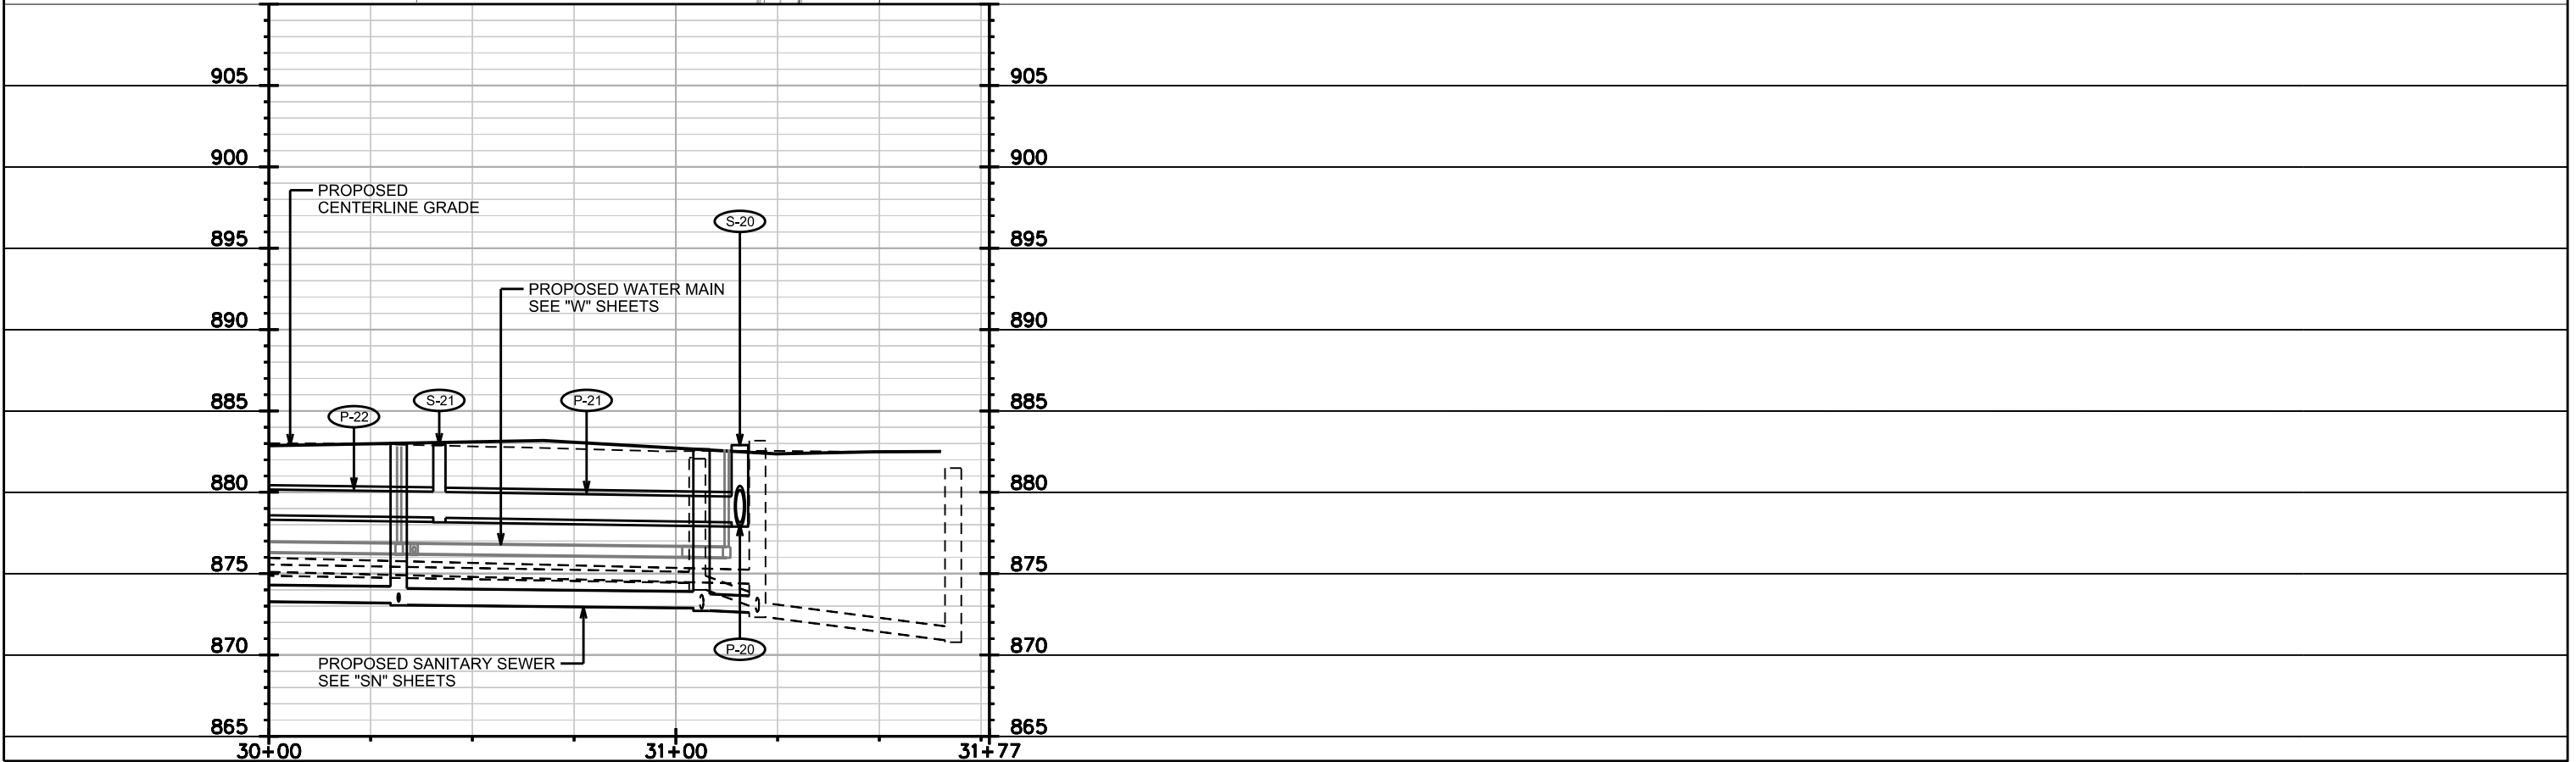 905 905
900 900
PROPOSED
CENTERLINE GRADE
S-20
895 895
PROPOSED WATER MAIN
SEE "W" SHEETS
890 890
P-22 S-21 P-21
885 885
880 880
875 875
P-20
870 870
PROPOSED SANITARY SEWER
SEE "SN" SHEETS
865 865
30+00 31+00 31+77